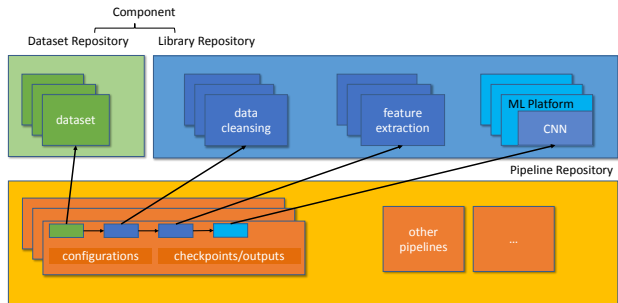 Component
Dataset Repository
Library Repository
dataset
data
cleansing
feature
extraction
ML Platform
CNN
Pipeline Repository
configurations
checkpoints/outputs
other
pipelines
...